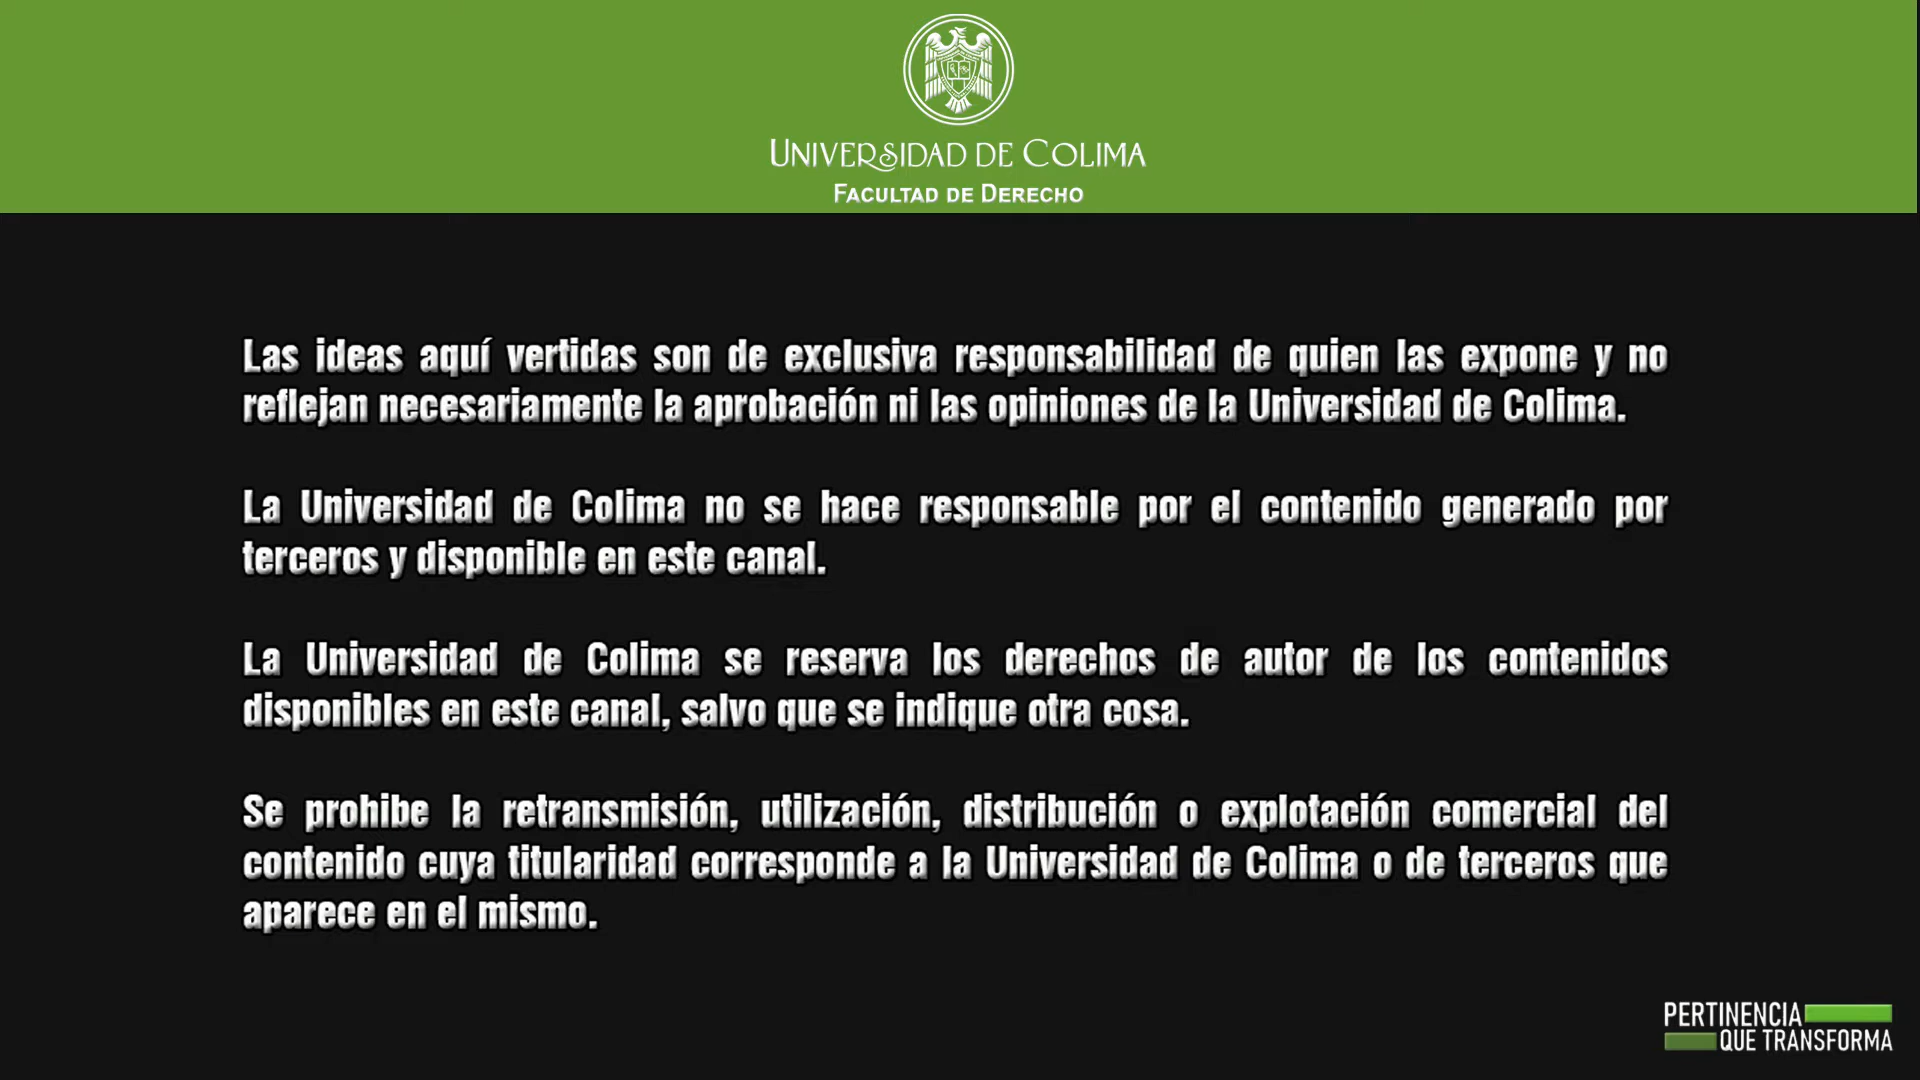 UNIVERSIDAD DE COLIMA
FACULTAD DE DERECHO
Las ideas aquí vertidas son de exclusiva responsabilidad de quien las expone y no
reflejan necesariamente la aprobación ni las opiniones de la Universidad de Colima.
La Universidad de Colima no se hace responsable por el contenido generado por
terceros y disponible en este canal.
La Universidad de Colima se reserva los derechos de autor de los contenidos
disponibles en este canal, salvo que se indique otra cosa.
Se prohibe la retransmisión, utilización, distribución o explotación comercial del
contenido cuya titularidad corresponde a la Universidad de Colima o de terceros que
aparece en el mismo.
PERTINENCIA
QUE TRANSFORMA